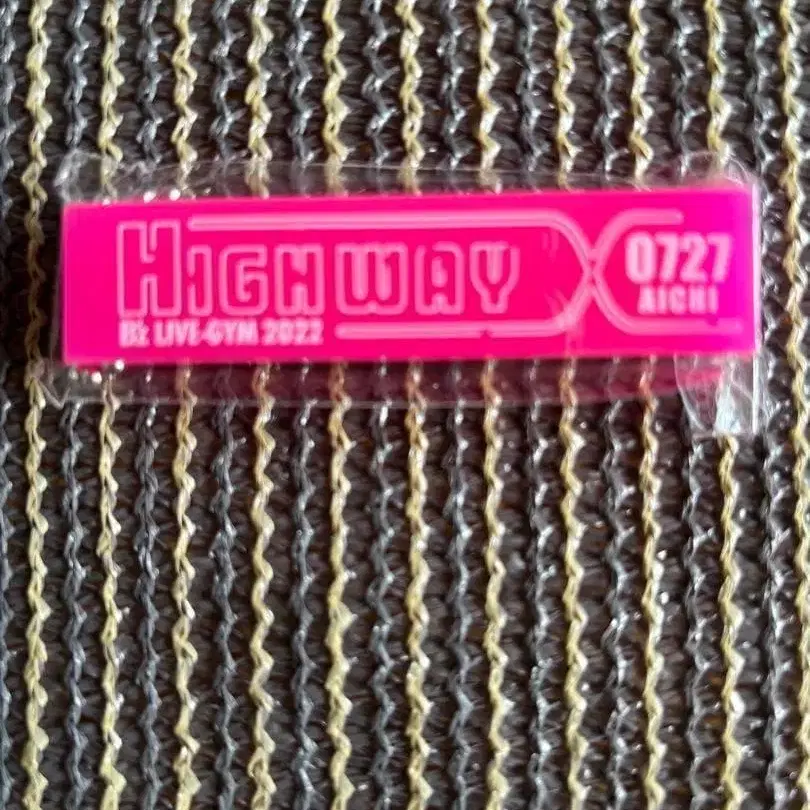 HIGHWAY X
B'z LIVE-GYM 2022
0727
AICHI